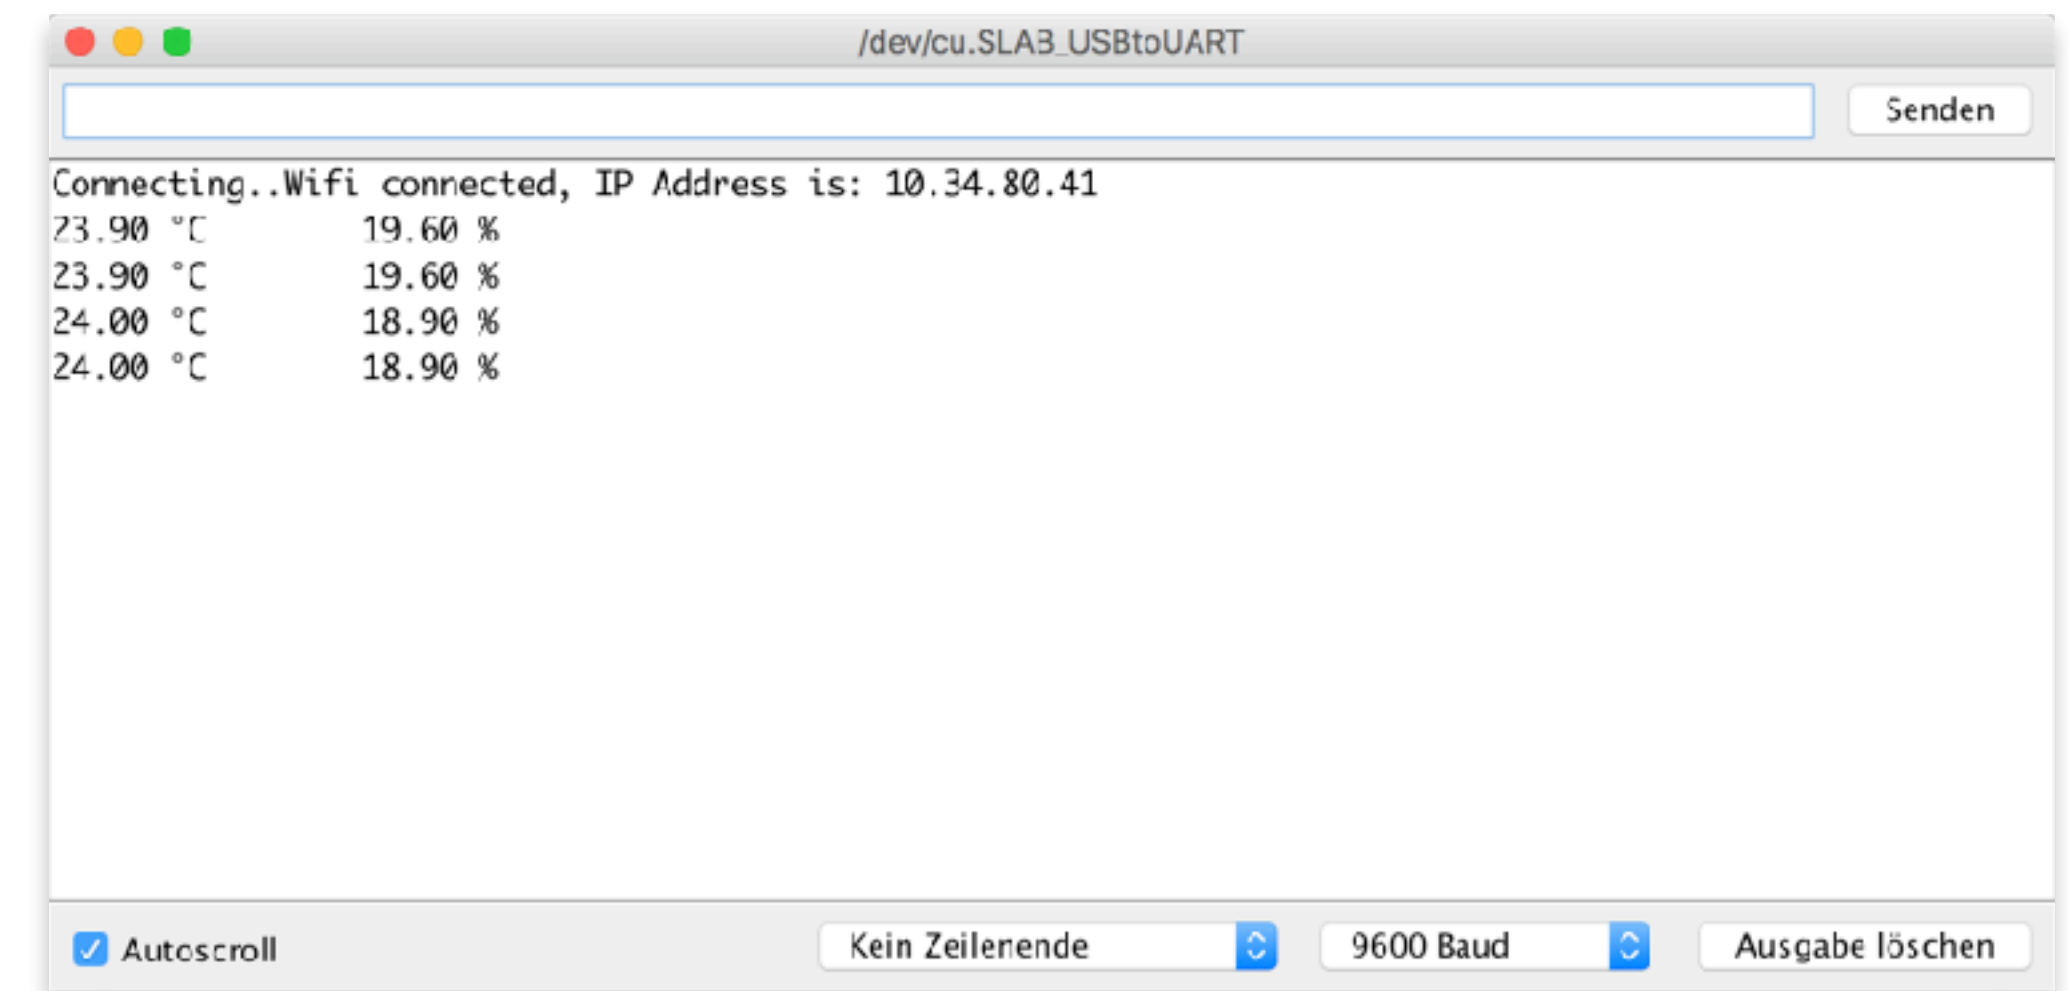 /dev/cu.SLAB_USBtoUART
Senden
Connecting..Wifi connected, IP Address is: 10.34.80.41
23.90 °C 19.60 %
23.90 °C 19.60 %
24.00 °C 18.90 %
24.00 °C 18.90 %
Autoscroll Kein Zeilenende 9600 Baud Ausgabe löschen